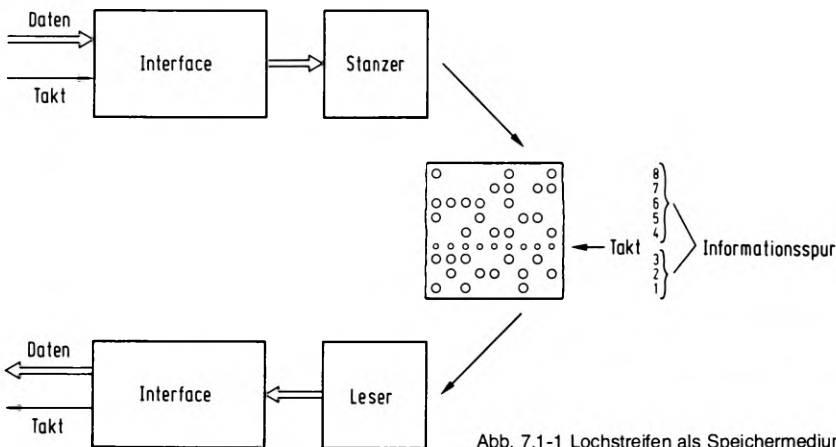 Daten
Interface
Stanzer
Takt
8
7
6
5
4
Takt
Informationsspur
3
2
1
Daten
Interface
Leser
Takt
Abb. 7.1-1 Lochstreifen als Speichermedium